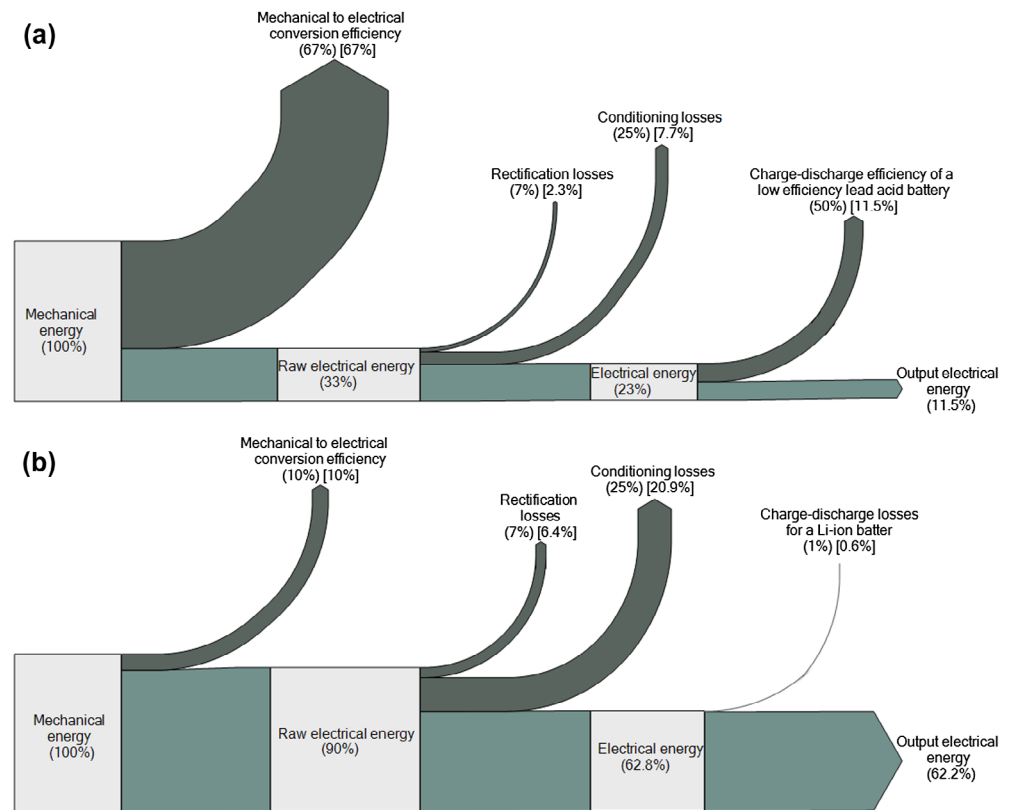 (a)
Mechanical to electrical
conversion efficiency
(67%) [67%]
Conditioning losses
(25%) [7.7%]
Rectification losses
(7%) [2.3%]
Charge-discharge efficiency of a
low efficiency lead acid battery
(50%) [11.5%]
Mechanical
energy
(100%)
Raw electrical energy
(33%)
Electrical energy
(23%)
Output electrical
energy
(11.5%)
(b)
Mechanical to electrical
conversion efficiency
(10%) [10%]
Rectification
losses
(7%) [6.4%]
Conditioning losses
(25%) [20.9%]
Charge-discharge losses
for a Li-ion batter
(1%) [0.6%]
Mechanical
energy
(100%)
Raw electrical energy
(90%)
Electrical energy
(62.8%)
Output electrical
energy
(62.2%)